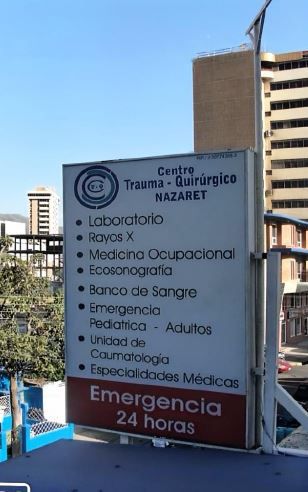 Centro
Trauma - Quirúrgico
NAZARET
• Laboratorio
• Rayos X
• Medicina Ocupacional
• Ecosonografía
• Banco de Sangre
• Emergencia
Pediatrica - Adultos
• Unidad de
Caumatología
• Especialidades Médicas
Emergencia
24 horas